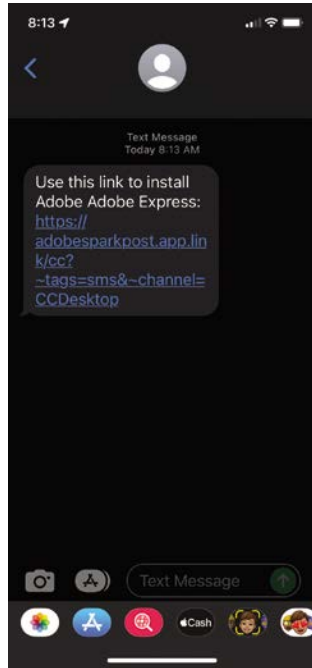 8:13
Text Message
Today 8:13 AM
Use this link to install
Adobe Adobe Express:
https://
adobesparkpost.app.lin
k/cc?
~tags=sms&~channel=
CCDesktop
Text Message
Cash